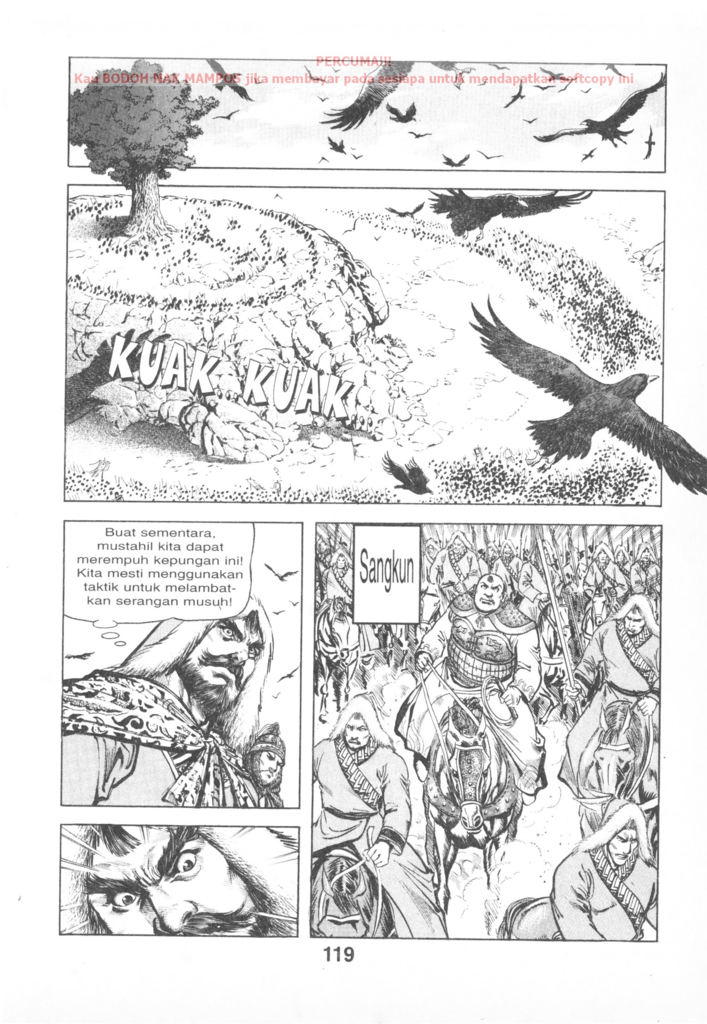 PERCUMA!!!
Kau BODOH NAK MAMPUS jika membayar pada sesiapa untuk mendapatkan softcopy ini
KUAK KUAK...
Buat sementara,
mustahil kita dapat
merempuh kepungan ini!
Kita mesti menggunakan
taktik untuk melambat-
kan serangan musuh!
Sangkun
119